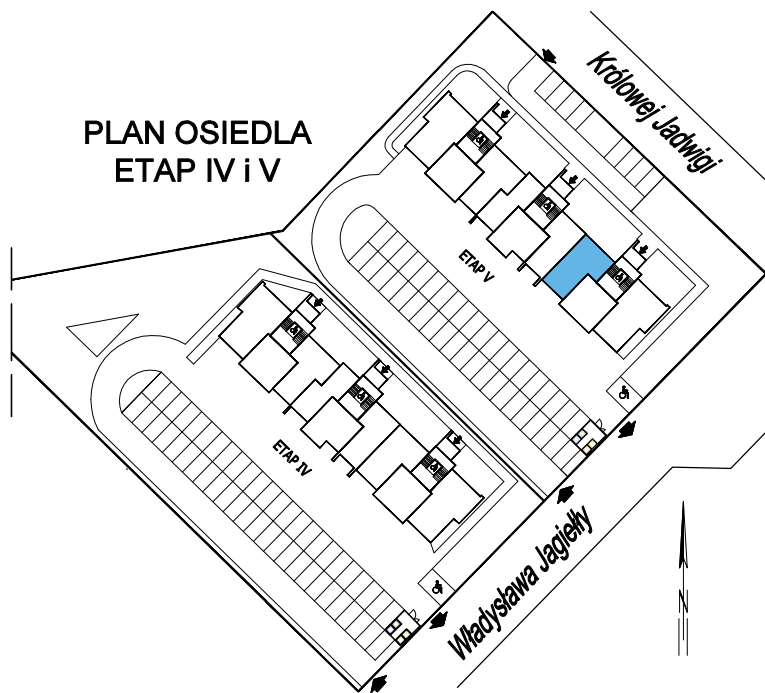 PLAN OSIEDLA
ETAP IV i V
Królowej Jadwigi
ETAP V
ETAP IV
Władysława Jagiełły
N